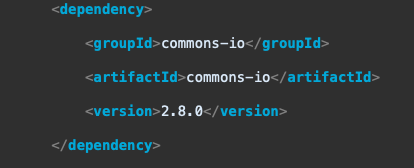 <dependency>
<groupId>commons-io</groupId>
<artifactId>commons-io</artifactId>
<version>2.8.0</version>
</dependency>